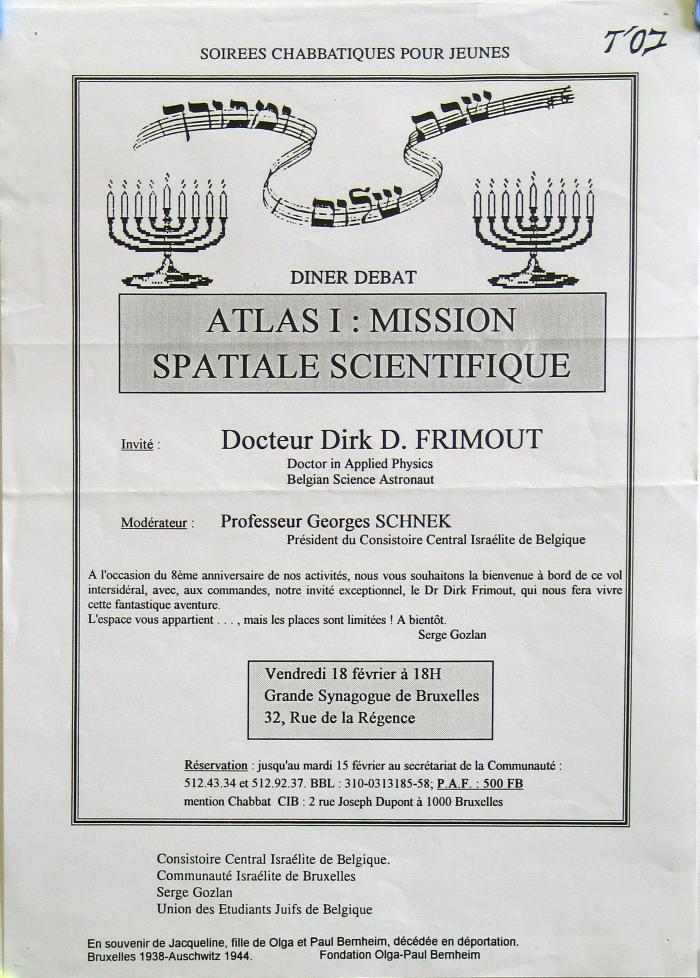 SOIREES CHABBATIQUES POUR JEUNES
T'07
DINER DEBAT
ATLAS I : MISSION
SPATIALE SCIENTIFIQUE
Invité : Docteur Dirk D. FRIMOUT
Doctor in Applied Physics
Belgian Science Astronaut
Modérateur : Professeur Georges SCHNEK
Président du Consistoire Central Israélite de Belgique
A l'occasion du 8ème anniversaire de nos activités, nous vous souhaitons la bienvenue à bord de ce vol
intersidéral, avec, aux commandes, notre invité exceptionnel, le Dr Dirk Frimout, qui nous fera vivre
cette fantastique aventure.
L'espace vous appartient . . . , mais les places sont limitées ! A bientôt.
Serge Gozlan
Vendredi 18 février à 18H
Grande Synagogue de Bruxelles
32, Rue de la Régence
Réservation : jusqu'au mardi 15 février au secrétariat de la Communauté :
512.43.34 et 512.92.37. BBL : 310-0313185-58; P.A.F. : 500 FB
mention Chabbat CIB : 2 rue Joseph Dupont à 1000 Bruxelles
Consistoire Central Israélite de Belgique.
Communauté Israélite de Bruxelles
Serge Gozlan
Union des Etudiants Juifs de Belgique
En souvenir de Jacqueline, fille de Olga et Paul Bernheim, décédée en déportation.
Bruxelles 1938-Auschwitz 1944. Fondation Olga-Paul Bernheim